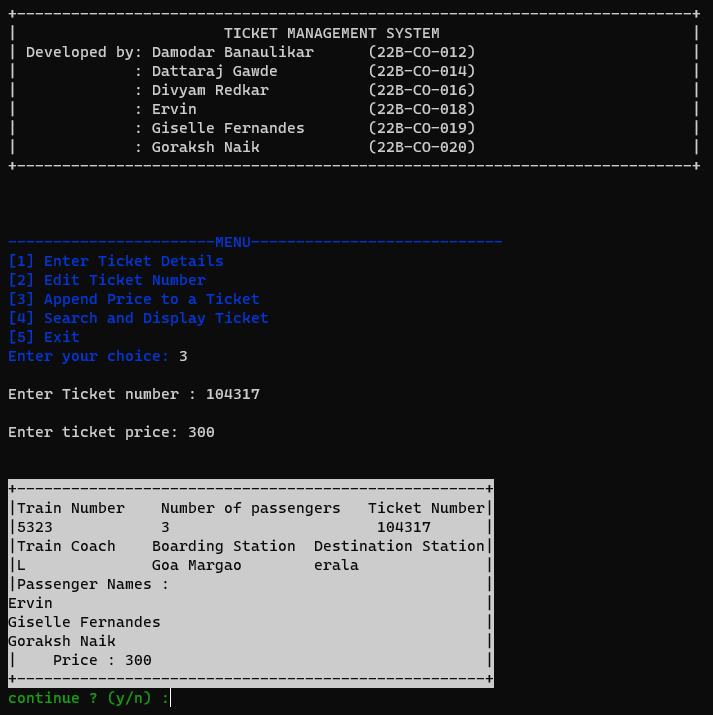 +---------------------------------------------------------------------------+
|                       TICKET MANAGEMENT SYSTEM                            |
| Developed by: Damodar Banaulikar      (22B-CO-012)                        |
|             : Dattaraj Gawde          (22B-CO-014)                        |
|             : Divyam Redkar           (22B-CO-016)                        |
|             : Ervin                   (22B-CO-018)                        |
|             : Giselle Fernandes       (22B-CO-019)                        |
|             : Goraksh Naik            (22B-CO-020)                        |
+---------------------------------------------------------------------------+
-----------------------MENU----------------------------
[1] Enter Ticket Details
[2] Edit Ticket Number
[3] Append Price to a Ticket
[4] Search and Display Ticket
[5] Exit
Enter your choice: 3
Enter Ticket number : 104317
Enter ticket price: 300
+----------------------------------------------------+
|Train Number    Number of passengers   Ticket Number|
|5323            3                       104317      |
|Train Coach    Boarding Station  Destination Station|
|L              Goa Margao        erala              |
|Passenger Names :                                   |
Ervin                                                |
Giselle Fernandes                                    |
Goraksh Naik                                         |
|    Price : 300                                     |
+----------------------------------------------------+
continue ? (y/n) :